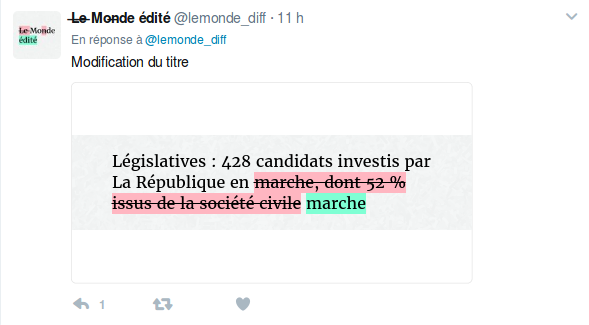 Le Monde
édité
Le Monde édité @lemonde_diff · 11 h
En réponse à @lemonde_diff
Modification du titre
Législatives : 428 candidats investis par
La République en marche, dont 52 %
issus de la société civile marche
1